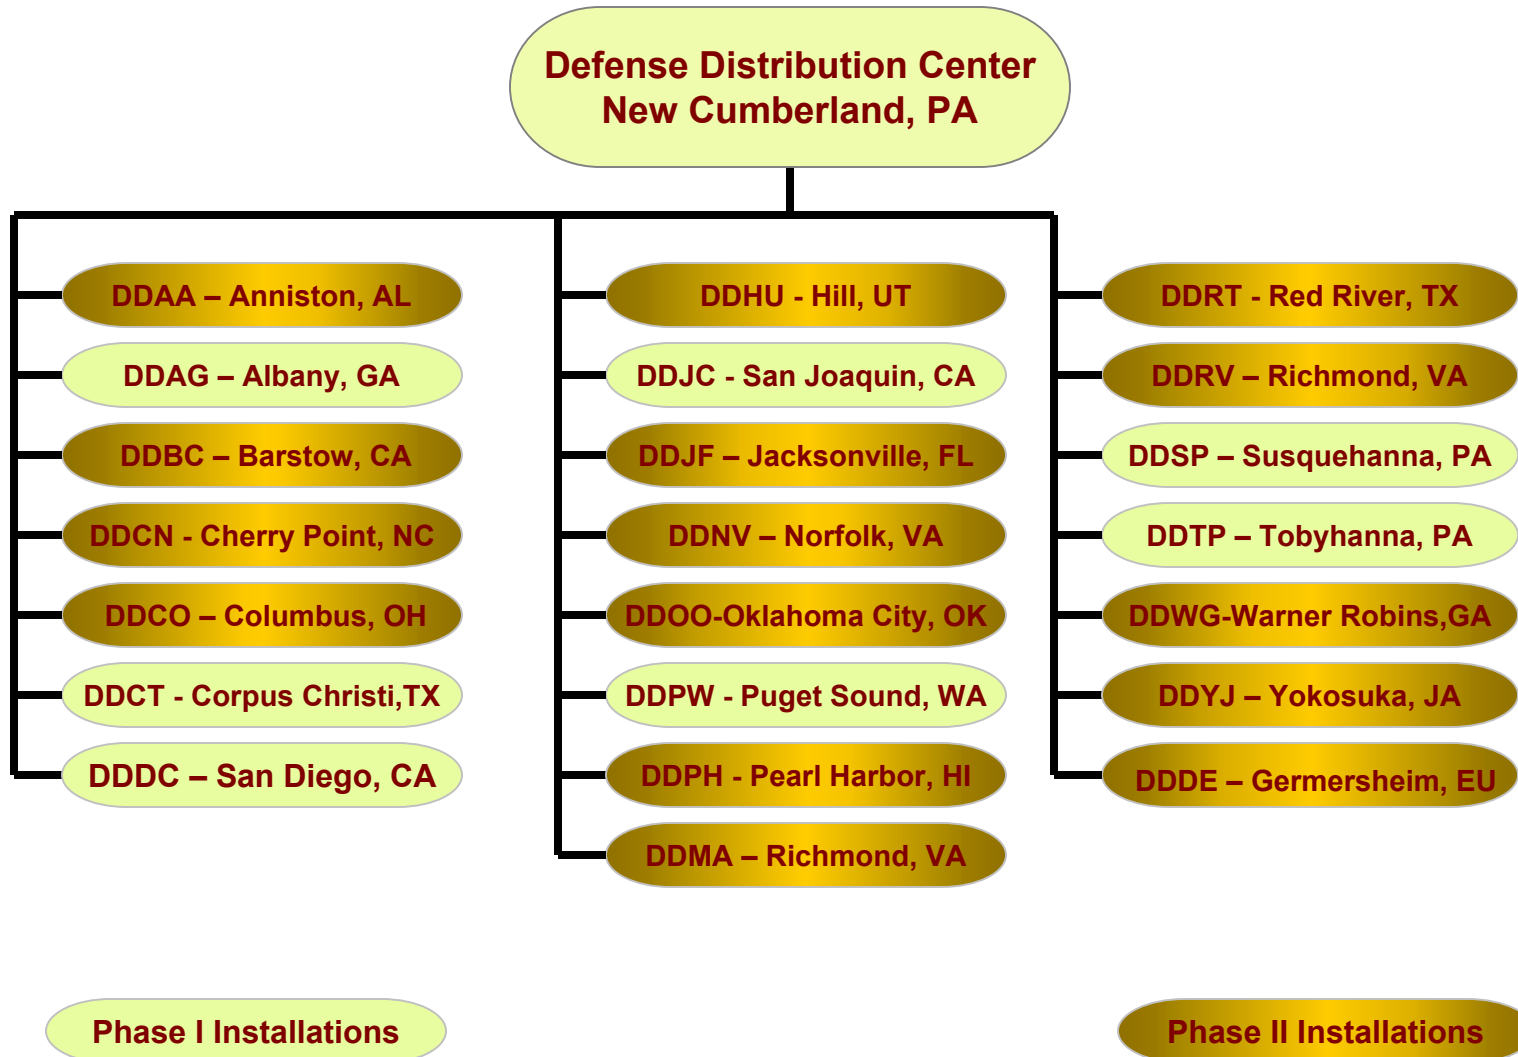 Defense Distribution Center
New Cumberland, PA
DDAA – Anniston, AL
DDAG – Albany, GA
DDBC – Barstow, CA
DDCN - Cherry Point, NC
DDCO – Columbus, OH
DDCT - Corpus Christi,TX
DDDC – San Diego, CA
DDHU - Hill, UT
DDJC - San Joaquin, CA
DDJF – Jacksonville, FL
DDNV – Norfolk, VA
DDOO-Oklahoma City, OK
DDPW - Puget Sound, WA
DDPH - Pearl Harbor, HI
DDMA – Richmond, VA
DDRT - Red River, TX
DDRV – Richmond, VA
DDSP – Susquehanna, PA
DDTP – Tobyhanna, PA
DDWG-Warner Robins,GA
DDYJ – Yokosuka, JA
DDDE – Germersheim, EU
Phase I Installations
Phase II Installations